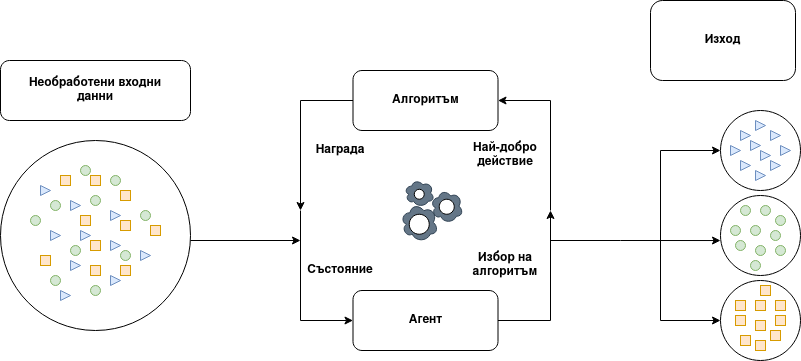 Необработени входни
данни
Алгоритъм
Изход
Награда
Най-добро
действие
Състояние
Избор на
алгоритъм
Агент